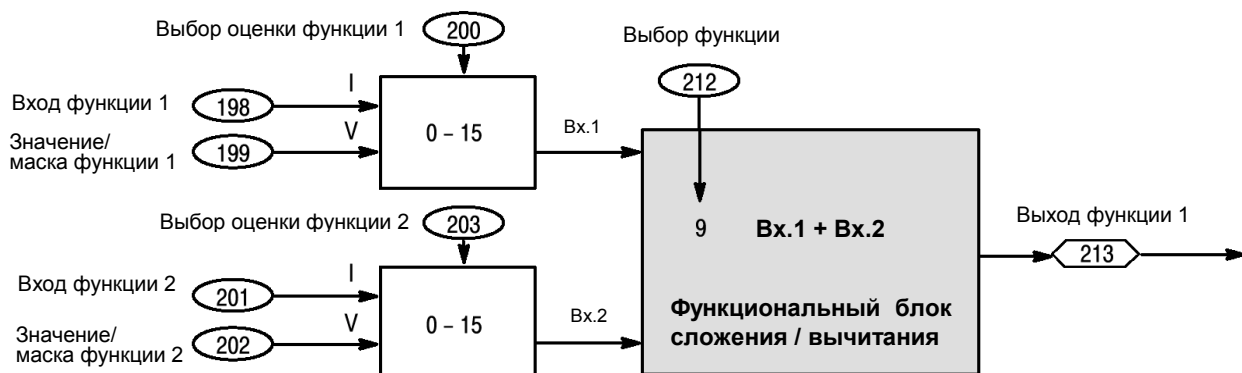 Выбор оценки функции 1
200
Выбор функции
212
Вход функции 1
198
I
Значение/
маска функции 1
199
V
0 – 15
Вх.1
Выбор оценки функции 2
203
9 Вх.1 + Вх.2
Выход функции 1
213
Вход функции 2
201
I
Значение/
маска функции 2
202
V
0 – 15
Вх.2
Функциональный блок
сложения / вычитания